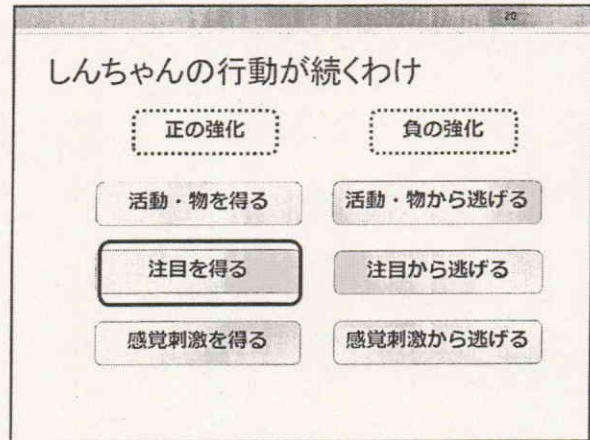 20
しんちゃんの行動が続くわけ
正の強化 負の強化
活動・物を得る 活動・物から逃げる
注目を得る 注目から逃げる
感覚刺激を得る 感覚刺激から逃げる